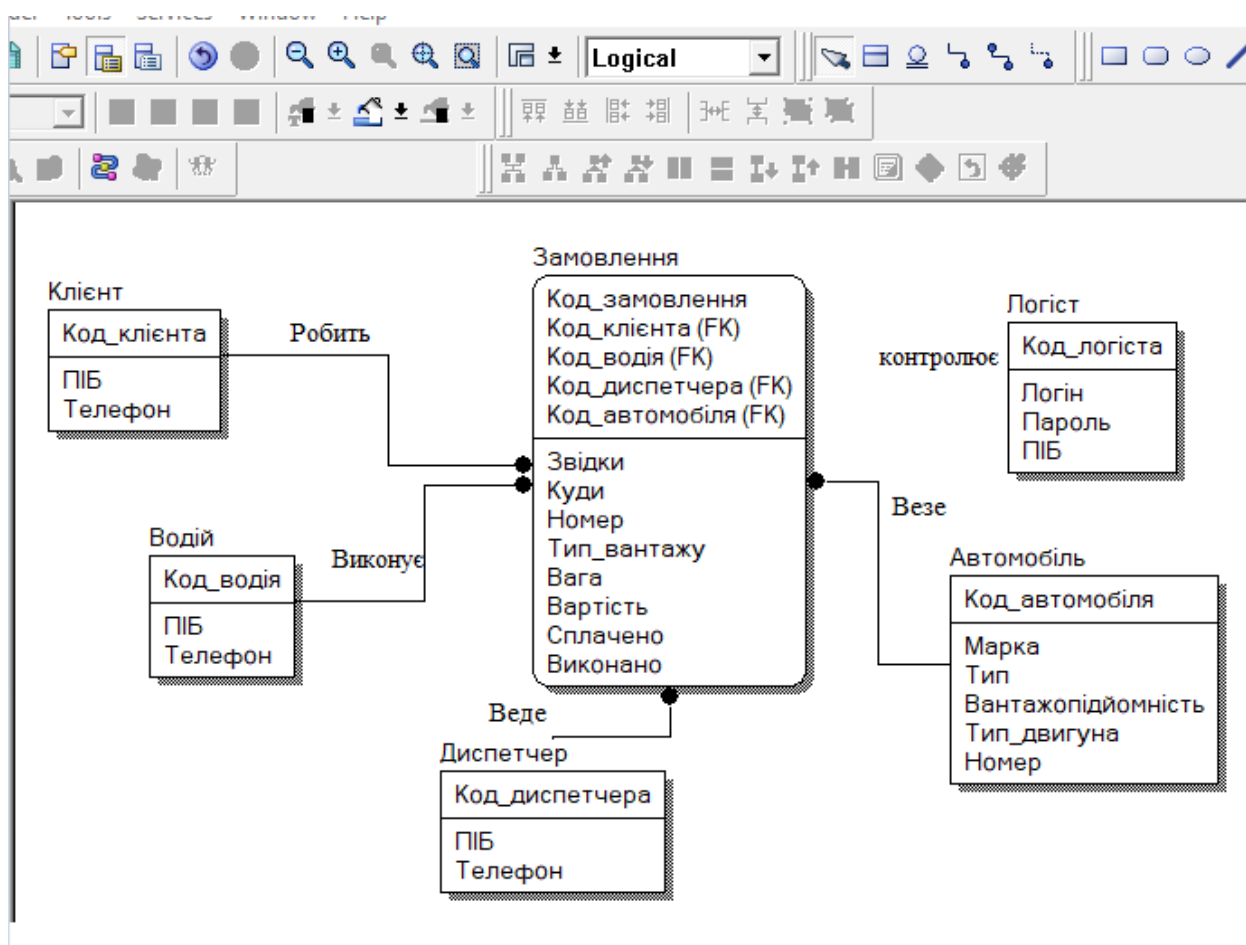 Logical
Замовлення
Код_замовлення
Код_клієнта (FK)
Код_водія (FK)
Код_диспетчера (FK)
Код_автомобіля (FK)
Звідки
Куди
Номер
Тип_вантажу
Вага
Вартість
Сплачено
Виконано
Клієнт
Код_клієнта
ПІБ
Телефон
Робить
Логіст
Код_логіста
Логін
Пароль
ПІБ
контролює
Водій
Код_водія
ПІБ
Телефон
Виконує
Везе
Автомобіль
Код_автомобіля
Марка
Тип
Вантажопідйомність
Тип_двигуна
Номер
Веде
Диспетчер
Код_диспетчера
ПІБ
Телефон